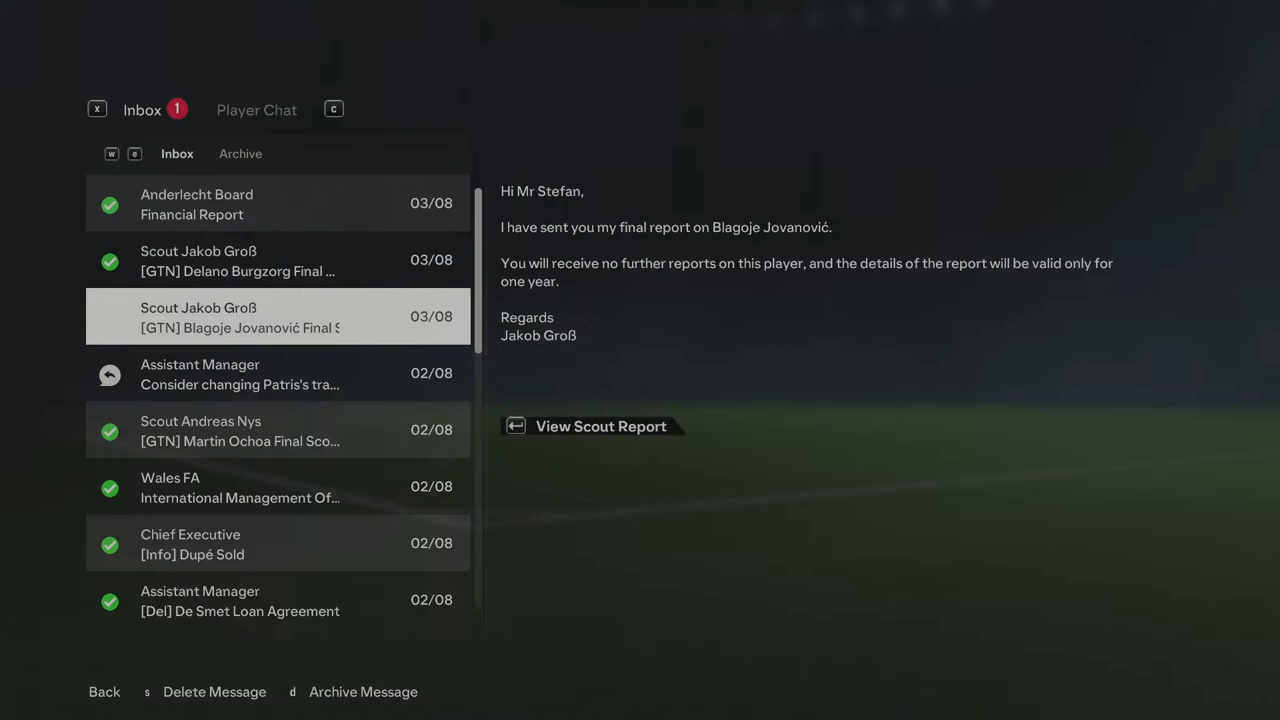 x Inbox 1 Player Chat c
w e Inbox Archive
Anderlecht Board
Financial Report
03/08
Scout Jakob Groß
[GTN] Delano Burgzorg Final ...
03/08
Scout Jakob Groß
[GTN] Blagoje Jovanović Final S
03/08
Assistant Manager
Consider changing Patris's tra...
02/08
Scout Andreas Nys
[GTN] Martin Ochoa Final Sco...
02/08
Wales FA
International Management Of...
02/08
Chief Executive
[Info] Dupé Sold
02/08
Assistant Manager
[Del] De Smet Loan Agreement
02/08
Hi Mr Stefan,
I have sent you my final report on Blagoje Jovanović.
You will receive no further reports on this player, and the details of the report will be valid only for
one year.
Regards
Jakob Groß
View Scout Report
Back s Delete Message d Archive Message